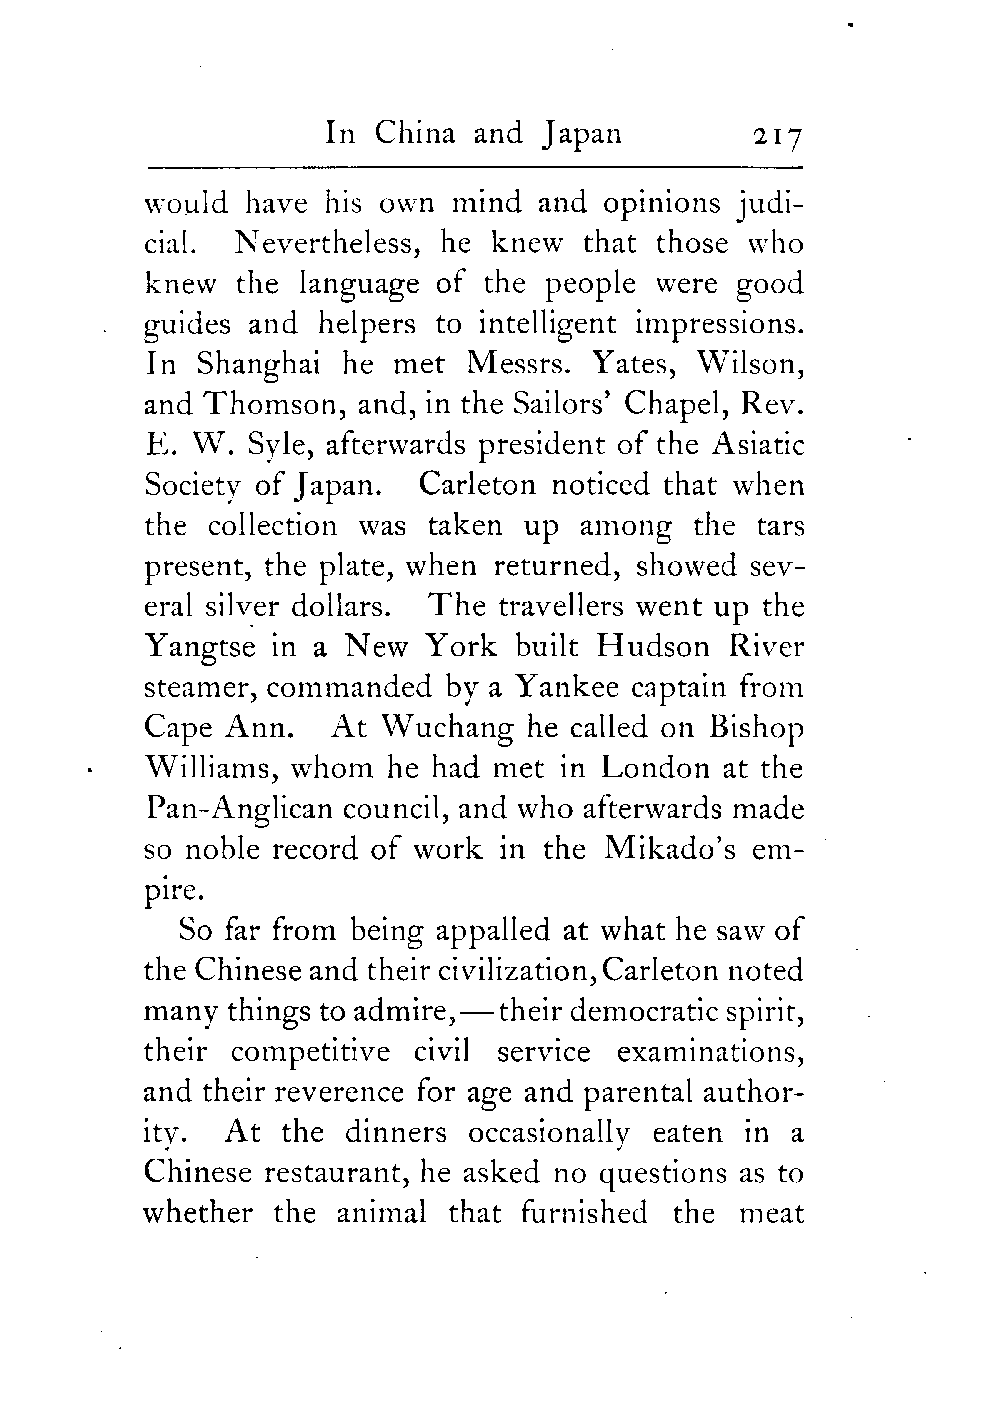 In China and Japan 217
would have his own mind and opinions judi-
cial. Nevertheless, he knew that those who
knew the language of the people were good
guides and helpers to intelligent impressions.
In Shanghai he met Messrs. Yates, Wilson,
and Thomson, and, in the Sailors' Chapel, Rev.
E. W. Syle, afterwards president of the Asiatic
Society of Japan. Carleton noticed that when
the collection was taken up among the tars
present, the plate, when returned, showed sev-
eral silver dollars. The travellers went up the
Yangtse in a New York built Hudson River
steamer, commanded by a Yankee captain from
Cape Ann. At Wuchang he called on Bishop
Williams, whom he had met in London at the
Pan-Anglican council, and who afterwards made
so noble record of work in the Mikado's em-
pire.
So far from being appalled at what he saw of
the Chinese and their civilization, Carleton noted
many things to admire,—their democratic spirit,
their competitive civil service examinations,
and their reverence for age and parental author-
ity. At the dinners occasionally eaten in a
Chinese restaurant, he asked no questions as to
whether the animal that furnished the meat